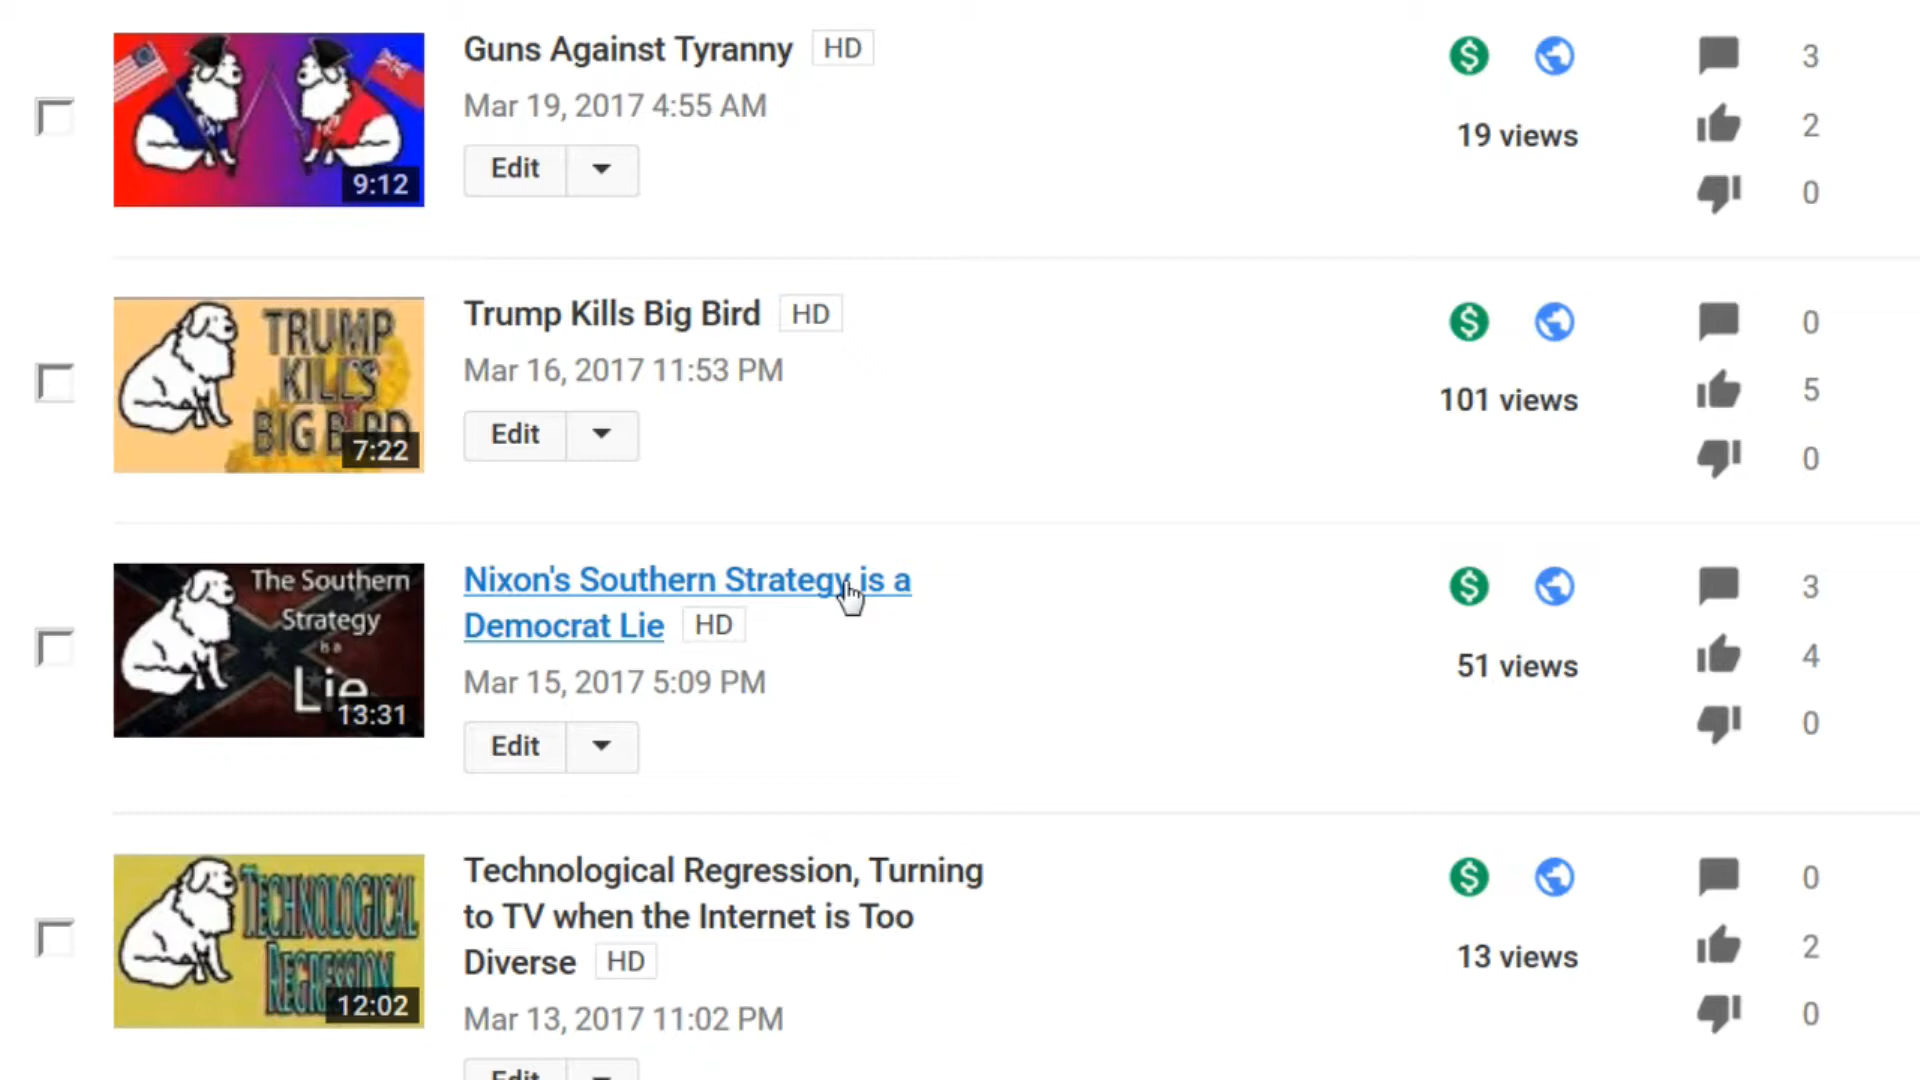 Guns Against Tyranny HD
Mar 19, 2017 4:55 AM
Edit
9:12
19 views
3
2
0
TRUMP
KILLS
BIG BIRD
7:22
Trump Kills Big Bird HD
Mar 16, 2017 11:53 PM
Edit
101 views
0
5
0
The Southern
Strategy
is a
Lie
13:31
Nixon's Southern Strategy is a
Democrat Lie HD
Mar 15, 2017 5:09 PM
Edit
51 views
3
4
0
TECHNOLOGICAL
REGRESSION
12:02
Technological Regression, Turning
to TV when the Internet is Too
Diverse HD
Mar 13, 2017 11:02 PM
Edit
13 views
0
2
0